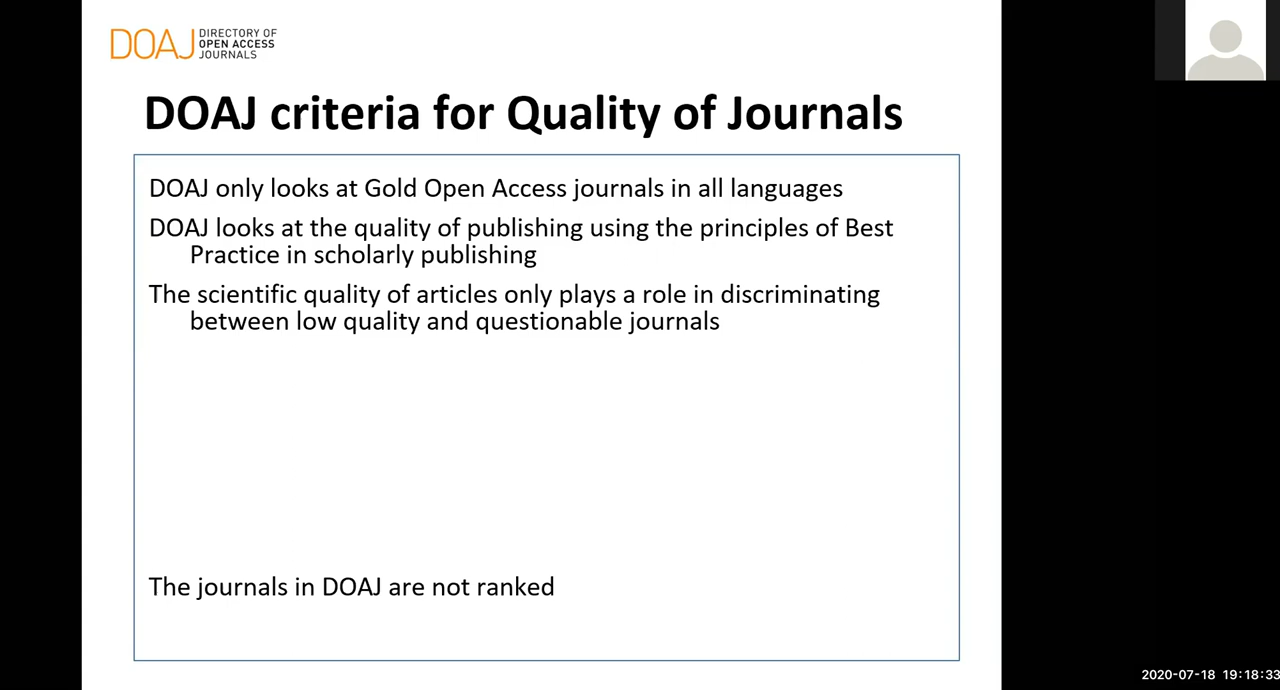 DOAJ
DIRECTORY OF
OPEN ACCESS
JOURNALS
DOAJ criteria for Quality of Journals
DOAJ only looks at Gold Open Access journals in all languages
DOAJ looks at the quality of publishing using the principles of Best
Practice in scholarly publishing
The scientific quality of articles only plays a role in discriminating
between low quality and questionable journals
The journals in DOAJ are not ranked
2020-07-18 19:18:33